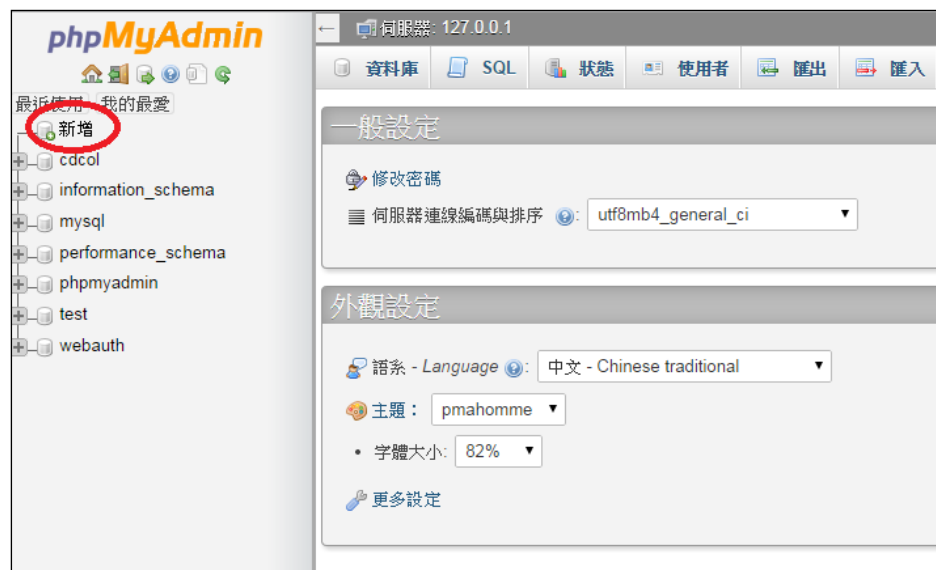 phpMyAdmin
最近使用 我的最愛
新增
cdcol
information_schema
mysql
performance_schema
phpmyadmin
test
webauth
伺服器: 127.0.0.1
資料庫 SQL 狀態 使用者 匯出 匯入
一般設定
修改密碼
伺服器連線編碼與排序 : utf8mb4_general_ci
外觀設定
語系 - Language : 中文 - Chinese traditional
主題： pmahomme
• 字體大小: 82%
更多設定